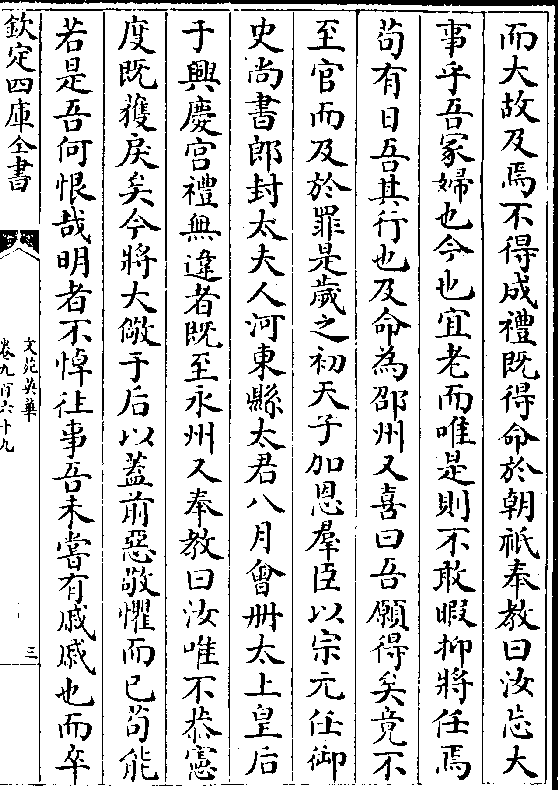 而大故及焉不得成禮既得命於朝祗奉教曰汝忘大
事乎吾冢婦也今也宜老而唯是則不敢暇抑將任焉
苟有日吾其行也及命為邵州又喜曰吾願得矣竟不
至官而及於罪是歲之初天子加恩羣臣以宗元任御
史尚書郎封太夫人河東縣太君八月會冊太上皇后
于興慶宮禮無違者既至永州又奉教曰汝唯不恭憲
度既獲戾矣今將大儆于后以蓋前惡敬懼而已苟能
若是吾何恨哉明者不悼往事吾未嘗有戚戚也而卒
欽定四庫全書
文苑英華
卷九百六十九
三